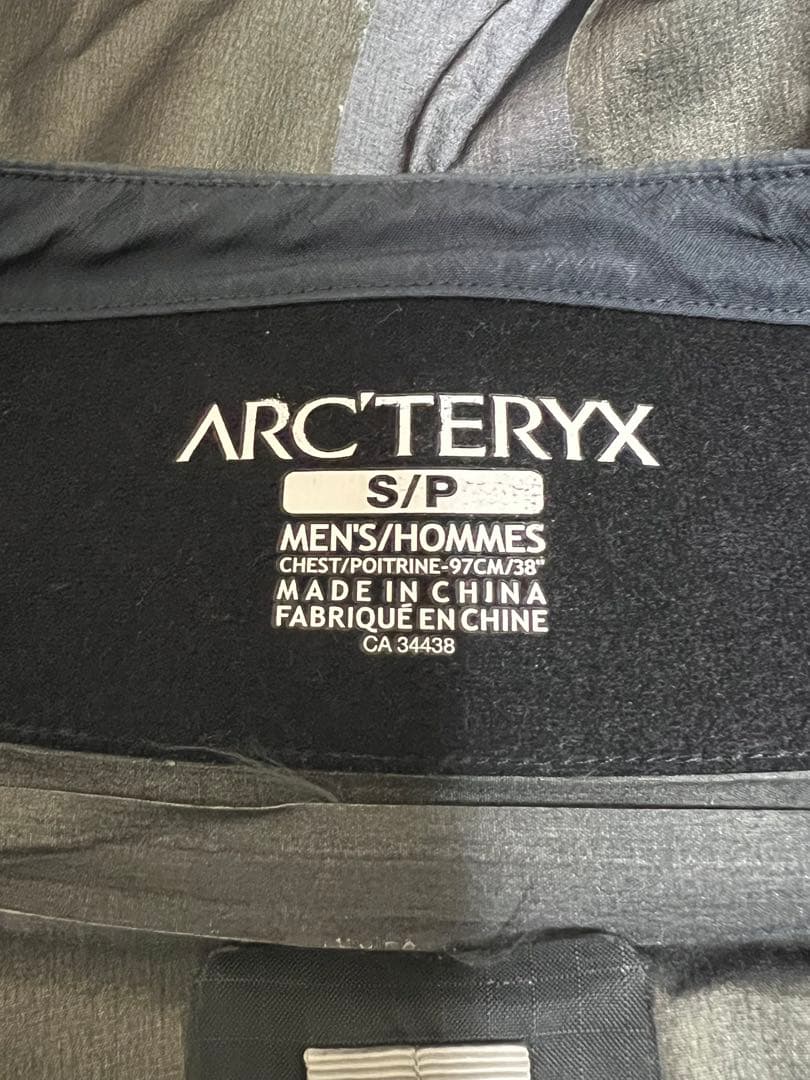 ARC'TERYX
S/P
MEN'S/HOMMES
CHEST/POITRINE-97CM/38"
MADE IN CHINA
FABRIQUÉ EN CHINE
CA 34438